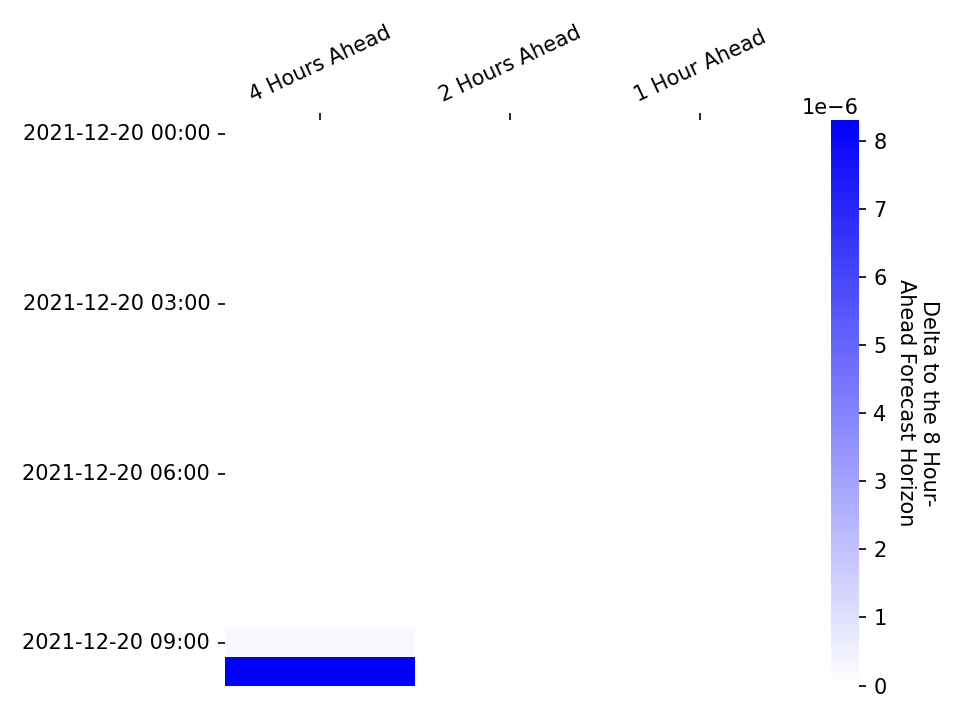 4 Hours Ahead
2 Hours Ahead
1 Hour Ahead
1e−6
2021-12-20 00:00
2021-12-20 03:00
2021-12-20 06:00
2021-12-20 09:00
8
7
6
5
4
3
2
1
0
Delta to the 8 Hour-
Ahead Forecast Horizon